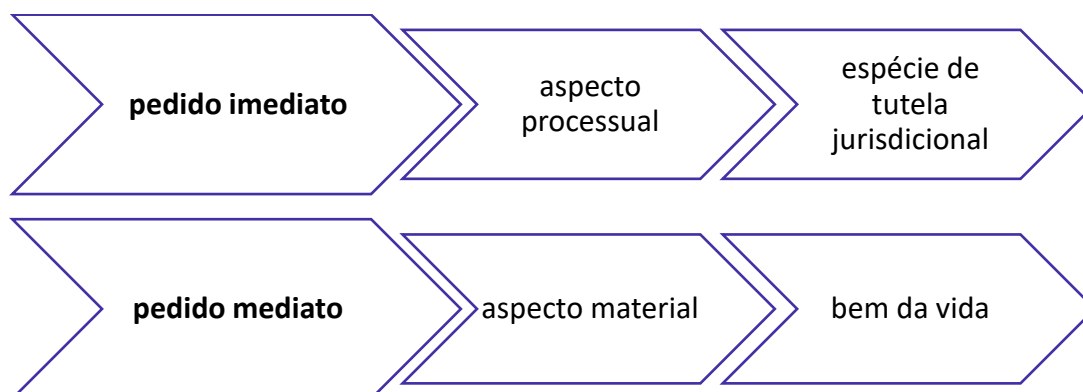 pedido imediato
aspecto
processual
espécie de
tutela
jurisdicional
pedido mediato
aspecto material
bem da vida